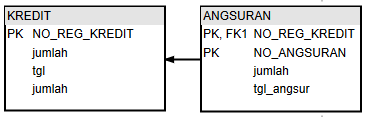 KREDIT
PK NO_REG_KREDIT
jumlah
tgl
jumlah
ANGSURAN
PK, FK1 NO_REG_KREDIT
PK NO_ANGSURAN
jumlah
tgl_angsur